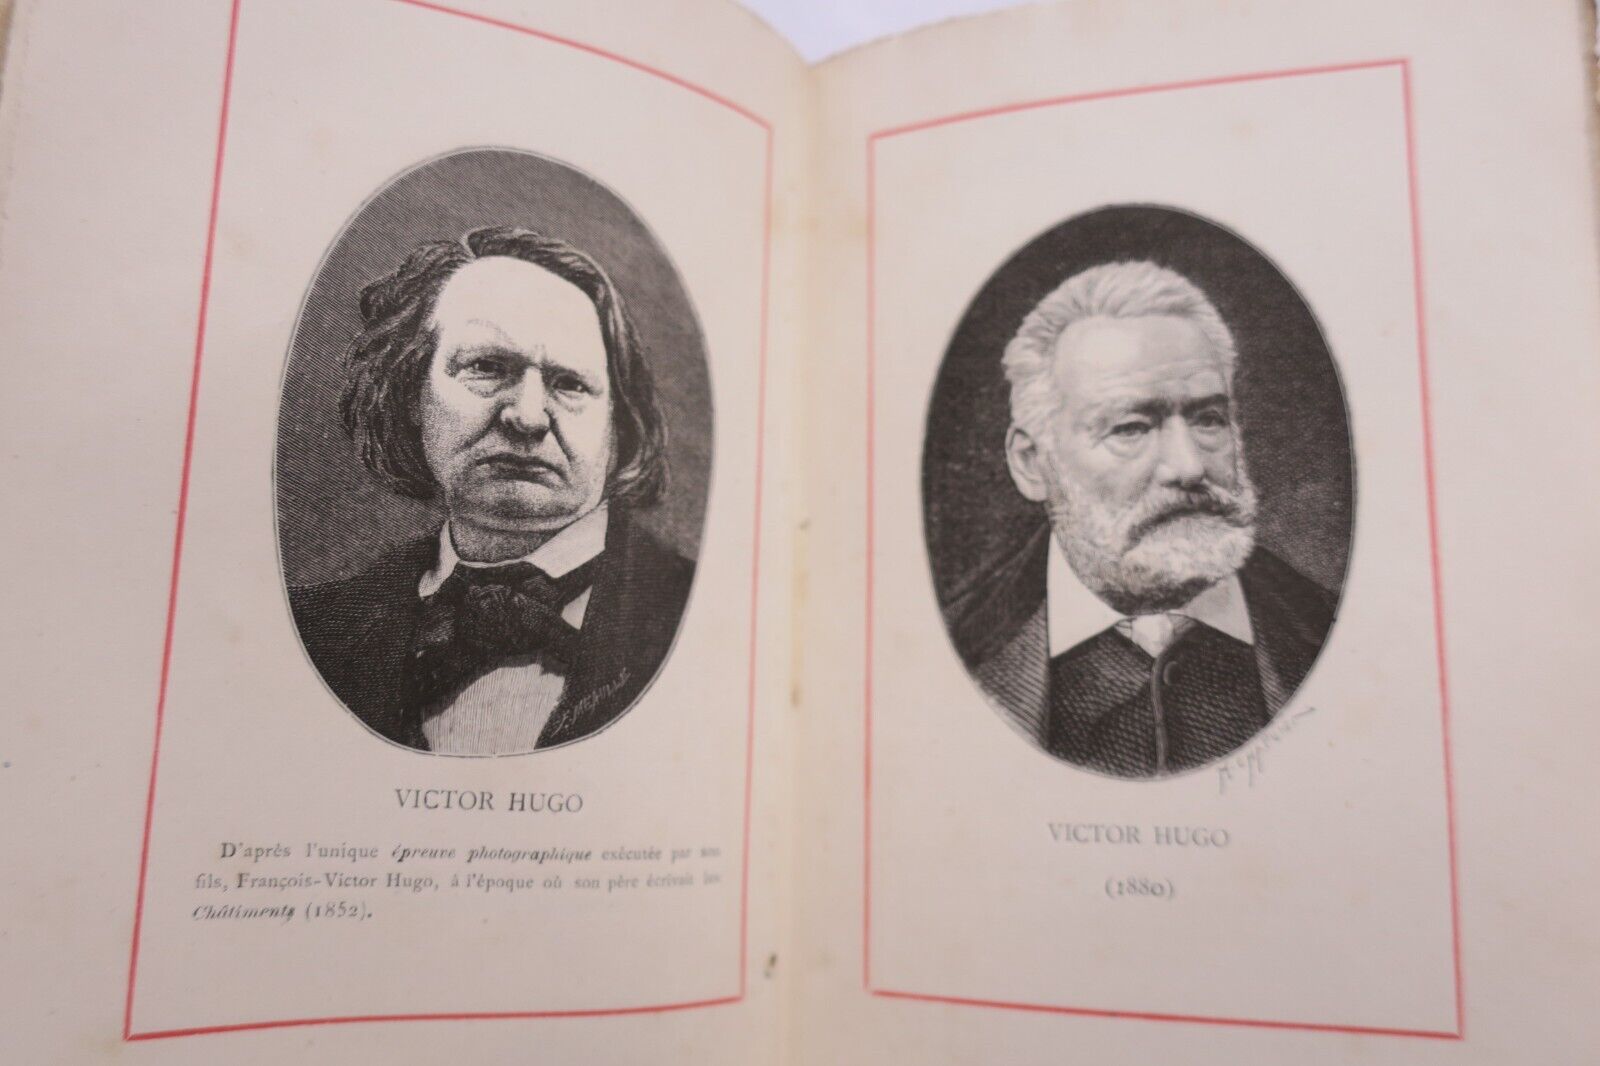 VICTOR HUGO
D'après l'unique épreuve photographique exécutée par son
fils, François-Victor Hugo, à l'époque où son père écrivait les
Châtiments (1852).
VICTOR HUGO
(1880)